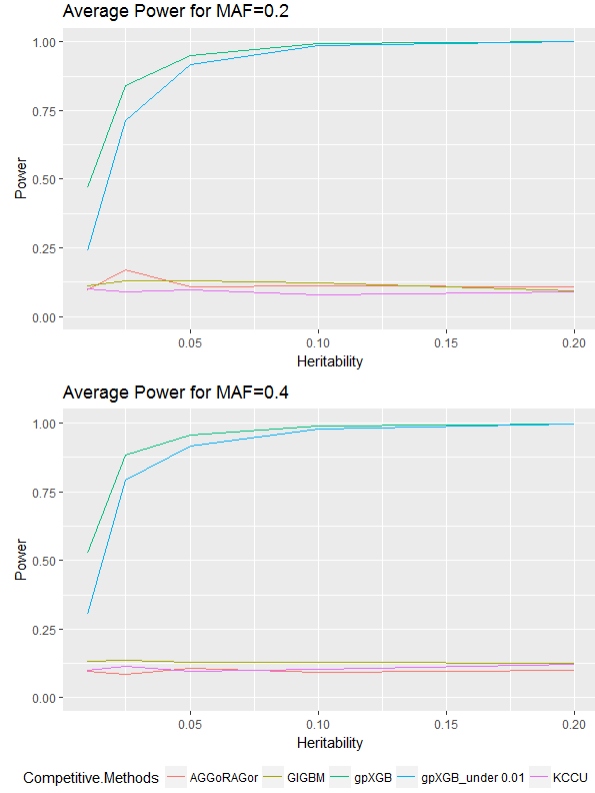 Average Power for MAF=0.2
1.00
0.75
0.50
0.25
0.00
Power
0.05 0.10 0.15 0.20
Heritability
Average Power for MAF=0.4
1.00
0.75
0.50
0.25
0.00
Power
0.05 0.10 0.15 0.20
Heritability
Competitive.Methods AGGoRAGor GIGBM gpXGB gpXGB_under 0.01 KCCU